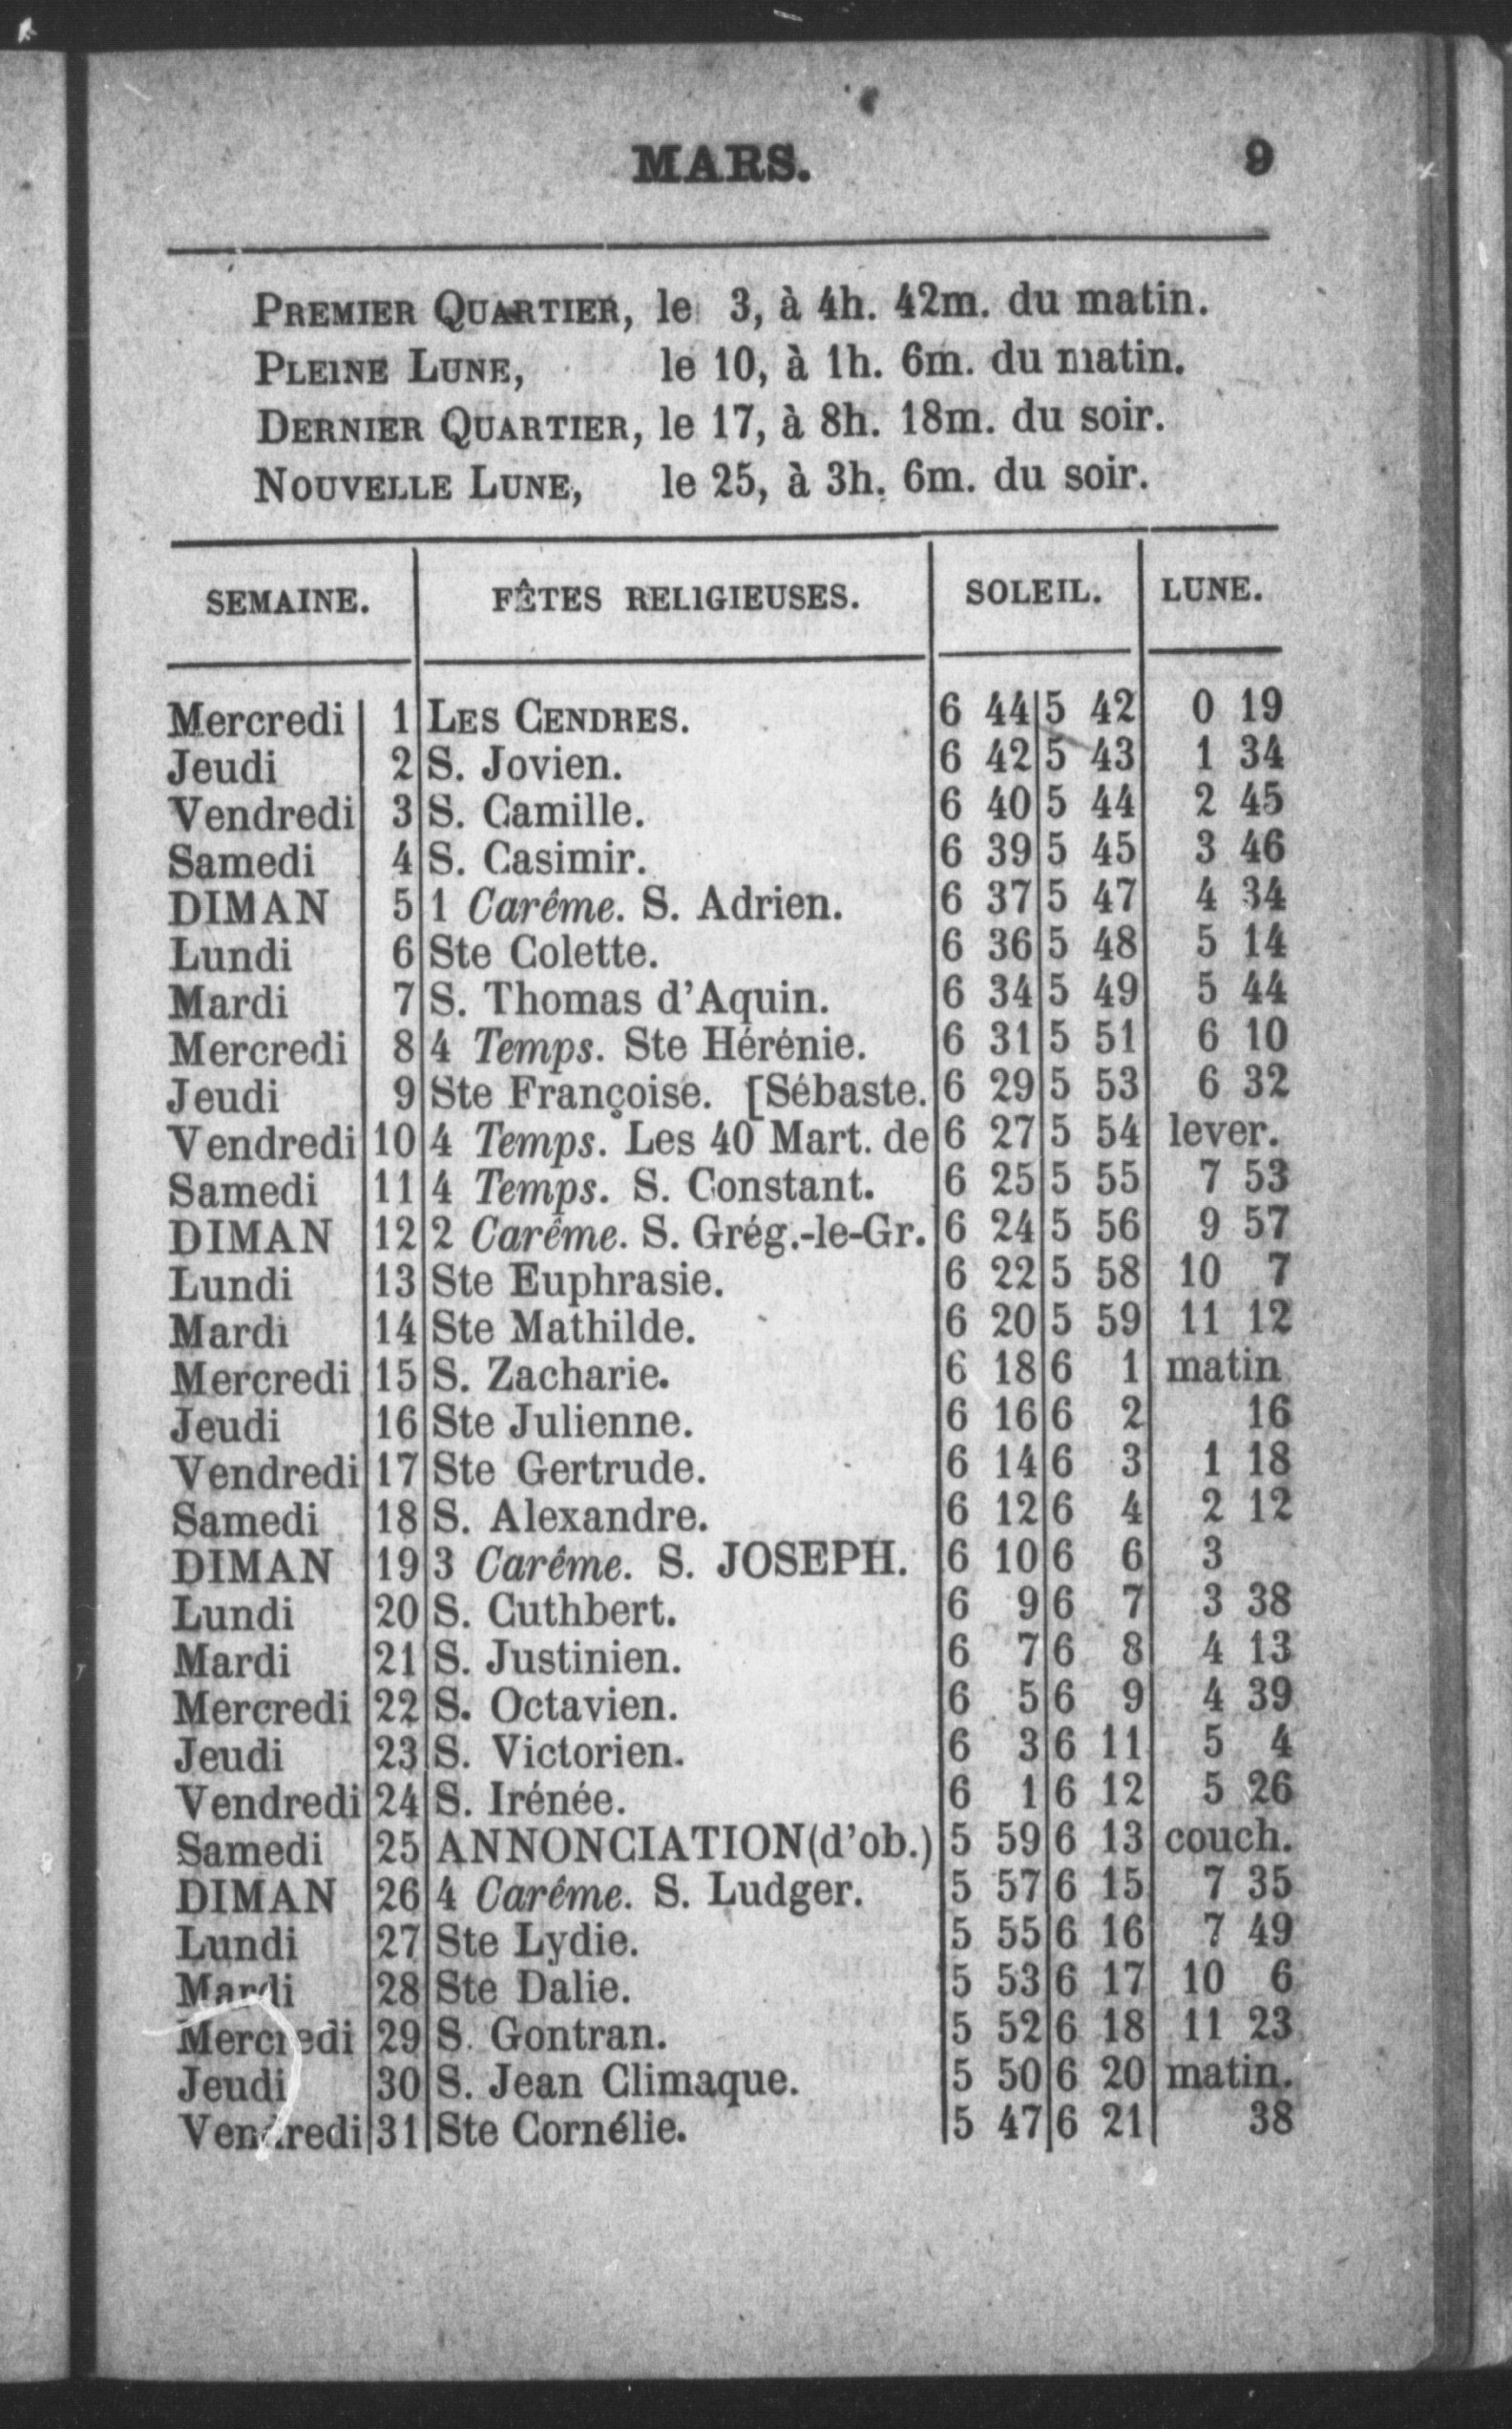 MARS. 9
PREMIER QUARTIER, le 3, à 4h. 42m. du matin.
PLEINE LUNE, le 10, à 1h. 6m. du matin.
DERNIER QUARTIER, le 17, à 8h. 18m. du soir.
NOUVELLE LUNE, le 25, à 3h. 6m. du soir.
SEMAINE. FÊTES RELIGIEUSES. SOLEIL. LUNE.
Mercredi 1 LES CENDRES. 6 44 5 42 0 19
Jeudi 2 S. Jovien. 6 42 5 43 1 34
Vendredi 3 S. Camille. 6 40 5 44 2 45
Samedi 4 S. Casimir. 6 39 5 45 3 46
DIMAN 5 1 Carême. S. Adrien. 6 37 5 47 4 34
Lundi 6 Ste Colette. 6 36 5 48 5 14
Mardi 7 S. Thomas d'Aquin. 6 34 5 49 5 44
Mercredi 8 4 Temps. Ste Hérénie. 6 31 5 51 6 10
Jeudi 9 Ste Françoise. [Sébaste. 6 29 5 53 6 32
Vendredi 10 4 Temps. Les 40 Mart. de 6 27 5 54 lever.
Samedi 11 4 Temps. S. Constant. 6 25 5 55 7 53
DIMAN 12 2 Carême. S. Grég.-le-Gr. 6 24 5 56 9 57
Lundi 13 Ste Euphrasie. 6 22 5 58 10 7
Mardi 14 Ste Mathilde. 6 20 5 59 11 12
Mercredi 15 S. Zacharie. 6 18 6 1 matin
Jeudi 16 Ste Julienne. 6 16 6 2 16
Vendredi 17 Ste Gertrude. 6 14 6 3 1 18
Samedi 18 S. Alexandre. 6 12 6 4 2 12
DIMAN 19 3 Carême. S. JOSEPH. 6 10 6 6 3
Lundi 20 S. Cuthbert. 6 9 6 7 3 38
Mardi 21 S. Justinien. 6 7 6 8 4 13
Mercredi 22 S. Octavien. 6 5 6 9 4 39
Jeudi 23 S. Victorien. 6 3 6 11 5 4
Vendredi 24 S. Irénée. 6 1 6 12 5 26
Samedi 25 ANNONCIATION (d'ob.) 5 59 6 13 couch.
DIMAN 26 4 Carême. S. Ludger. 5 57 6 15 7 35
Lundi 27 Ste Lydie. 5 55 6 16 7 49
Mardi 28 Ste Dalie. 5 53 6 17 10 6
Mercredi 29 S. Gontran. 5 52 6 18 11 23
Jeudi 30 S. Jean Climaque. 5 50 6 20 matin.
Vendredi 31 Ste Cornélie. 5 47 6 21 38